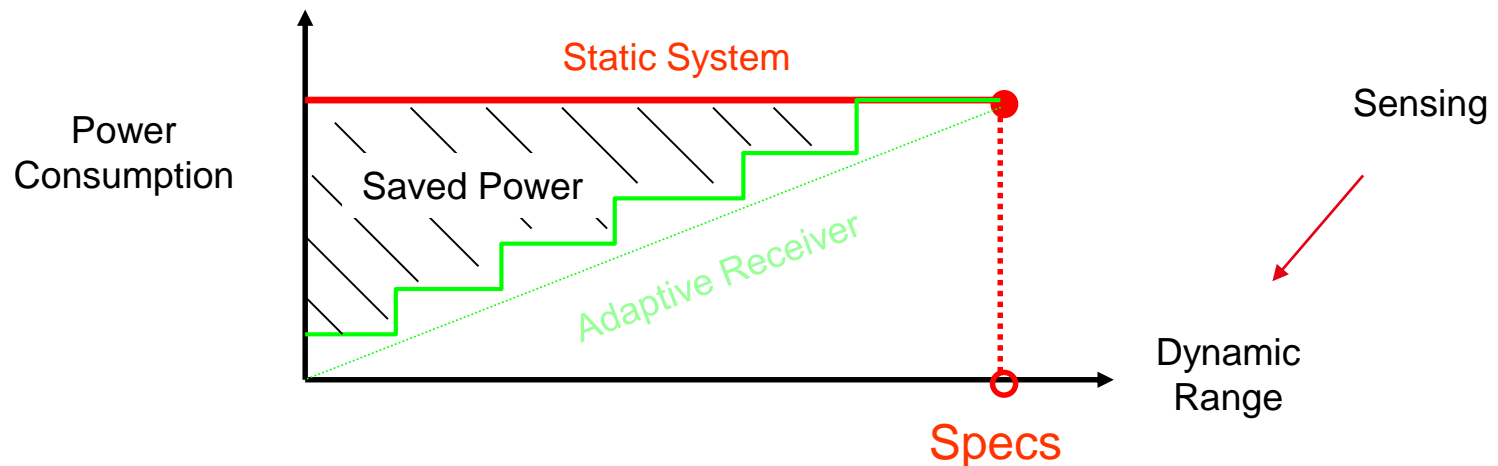 Static System
Power
Consumption
Sensing
Saved Power
Adaptive Receiver
Dynamic
Range
Specs